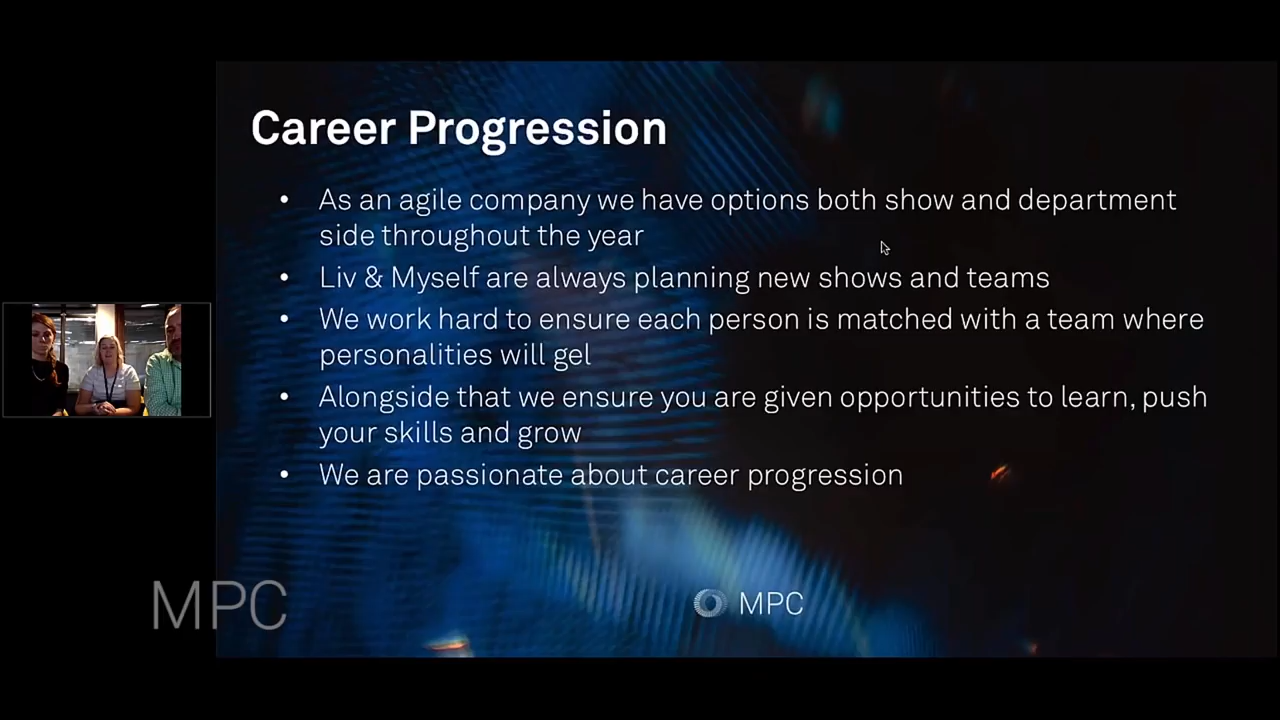 Career Progression
• As an agile company we have options both show and department
side throughout the year
• Liv & Myself are always planning new shows and teams
• We work hard to ensure each person is matched with a team where
personalities will gel
• Alongside that we ensure you are given opportunities to learn, push
your skills and grow
• We are passionate about career progression
MPC
MPC